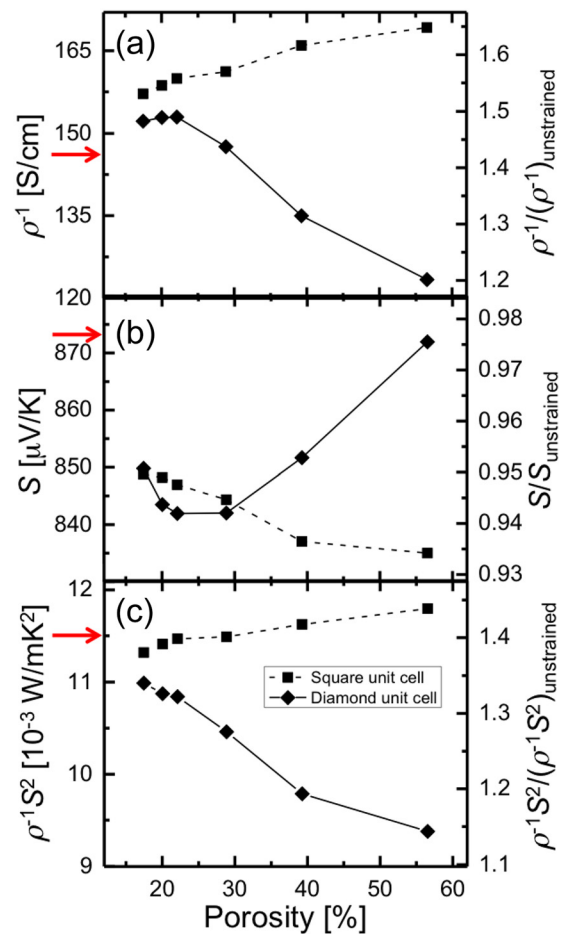 (a)
165
150
135
120
ρ⁻¹ [S/cm]
1.6
1.5
1.4
1.3
1.2
ρ⁻¹/(ρ⁻¹)unstrained
(b)
870
860
850
840
S [μV/K]
0.98
0.97
0.96
0.95
0.94
0.93
S/Sunstrained
(c)
12
11
10
9
ρ⁻¹S² [10⁻³ W/mK²]
1.4
1.3
1.2
1.1
ρ⁻¹S²/(ρ⁻¹S²)unstrained
Square unit cell
Diamond unit cell
20 30 40 50 60
Porosity [%]